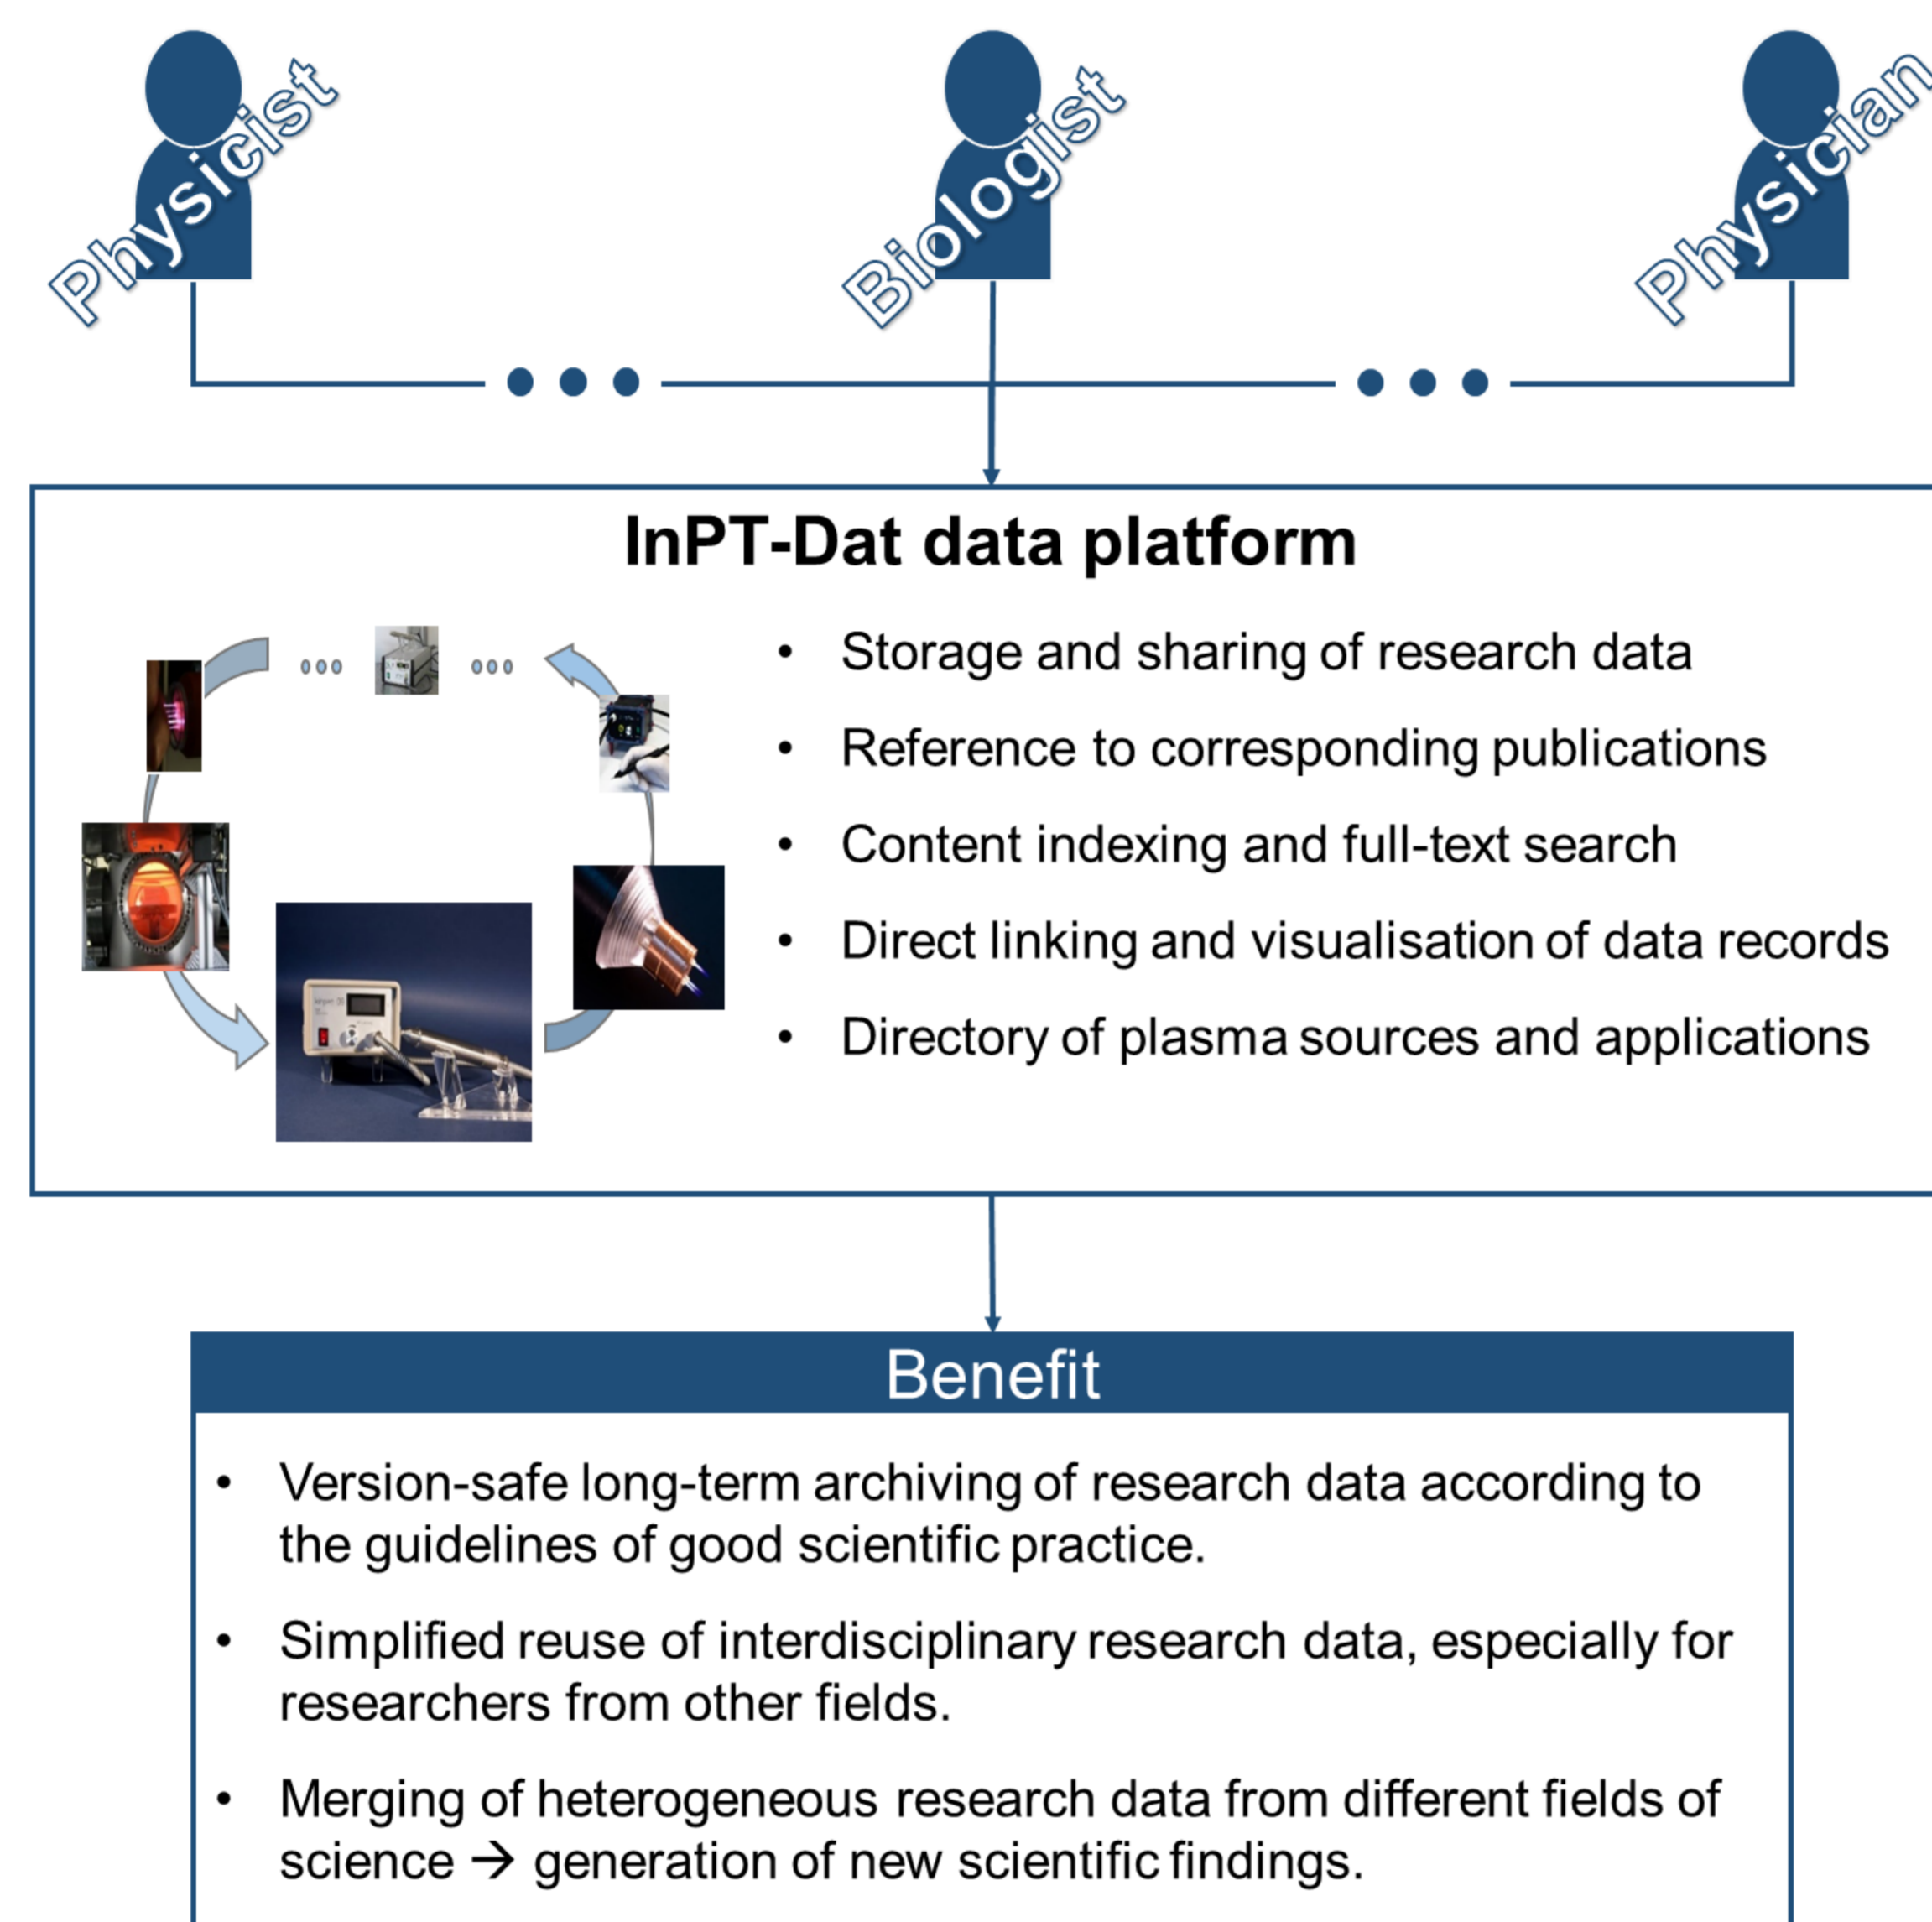 Physicist
Biologist
Physician
InPT-Dat data platform
• Storage and sharing of research data
• Reference to corresponding publications
• Content indexing and full-text search
• Direct linking and visualisation of data records
• Directory of plasma sources and applications
Benefit
• Version-safe long-term archiving of research data according to
the guidelines of good scientific practice.
• Simplified reuse of interdisciplinary research data, especially for
researchers from other fields.
• Merging of heterogeneous research data from different fields of
science → generation of new scientific findings.